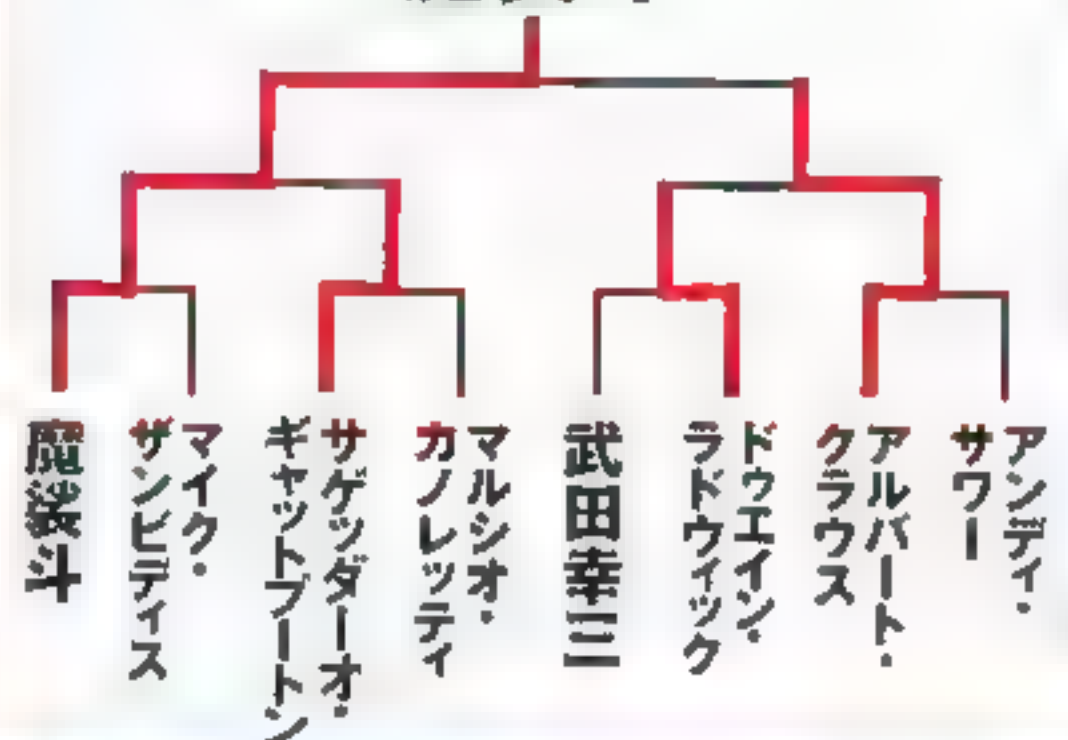 魔裟斗
マイク・
ザンビディス
サゲッダーオ・
ギャットプートン
マルシオ・
カノレッティ
武田幸三
ドゥエイン・
ラドウィック
アルバート・
クラウス
アンディ・
サワー